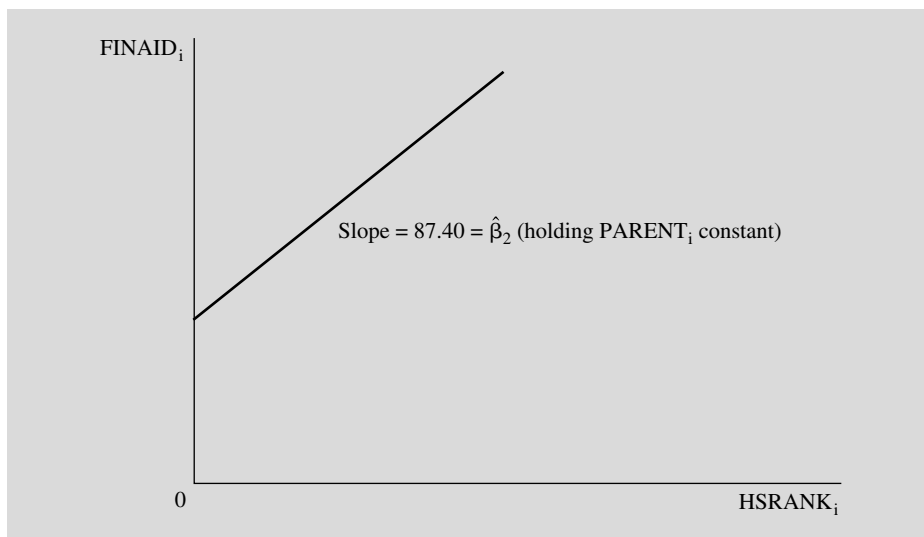 FINAIDᵢ
Slope = 87.40 = β̂₂ (holding PARENTᵢ constant)
0
HSRANKᵢ